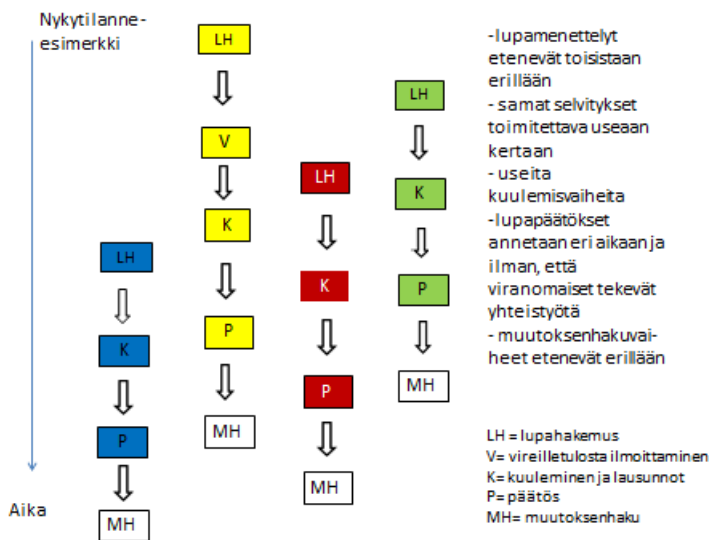 Nykytilanne-
esimerkki
LH
V
K
P
MH
LH
K
P
MH
LH
K
P
MH
LH
K
P
MH
Aika
-lupamenettelyt
etenevät toisistaan
erillään
- samat selvitykset
toimitettava useaan
kertaan
- useita
kuulemisvaiheita
-lupapäätökset
annetaan eri aikaan ja
ilman, että
viranomaiset tekevät
yhteistyötä
- muutoksenhakuvai-
heet etenevät erillään
LH = lupahakemus
V= vireilletulosta ilmoittaminen
K= kuuleminen ja lausunnot
P= päätös
MH= muutoksenhaku